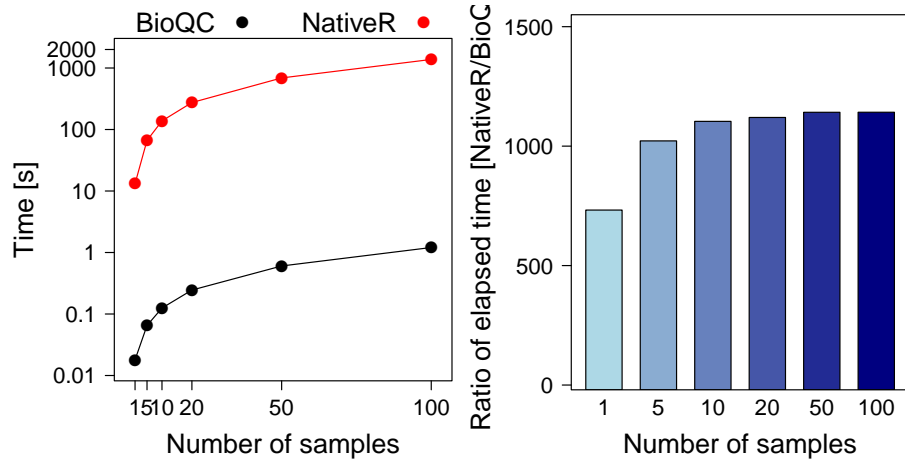 BioQC NativeR
2000
1000
100
10
1
0.1
0.01
Time [s]
1 5 10 20 50 100
Number of samples
Ratio of elapsed time [NativeR/BioQ
1500
1000
500
0
1 5 10 20 50 100
Number of samples